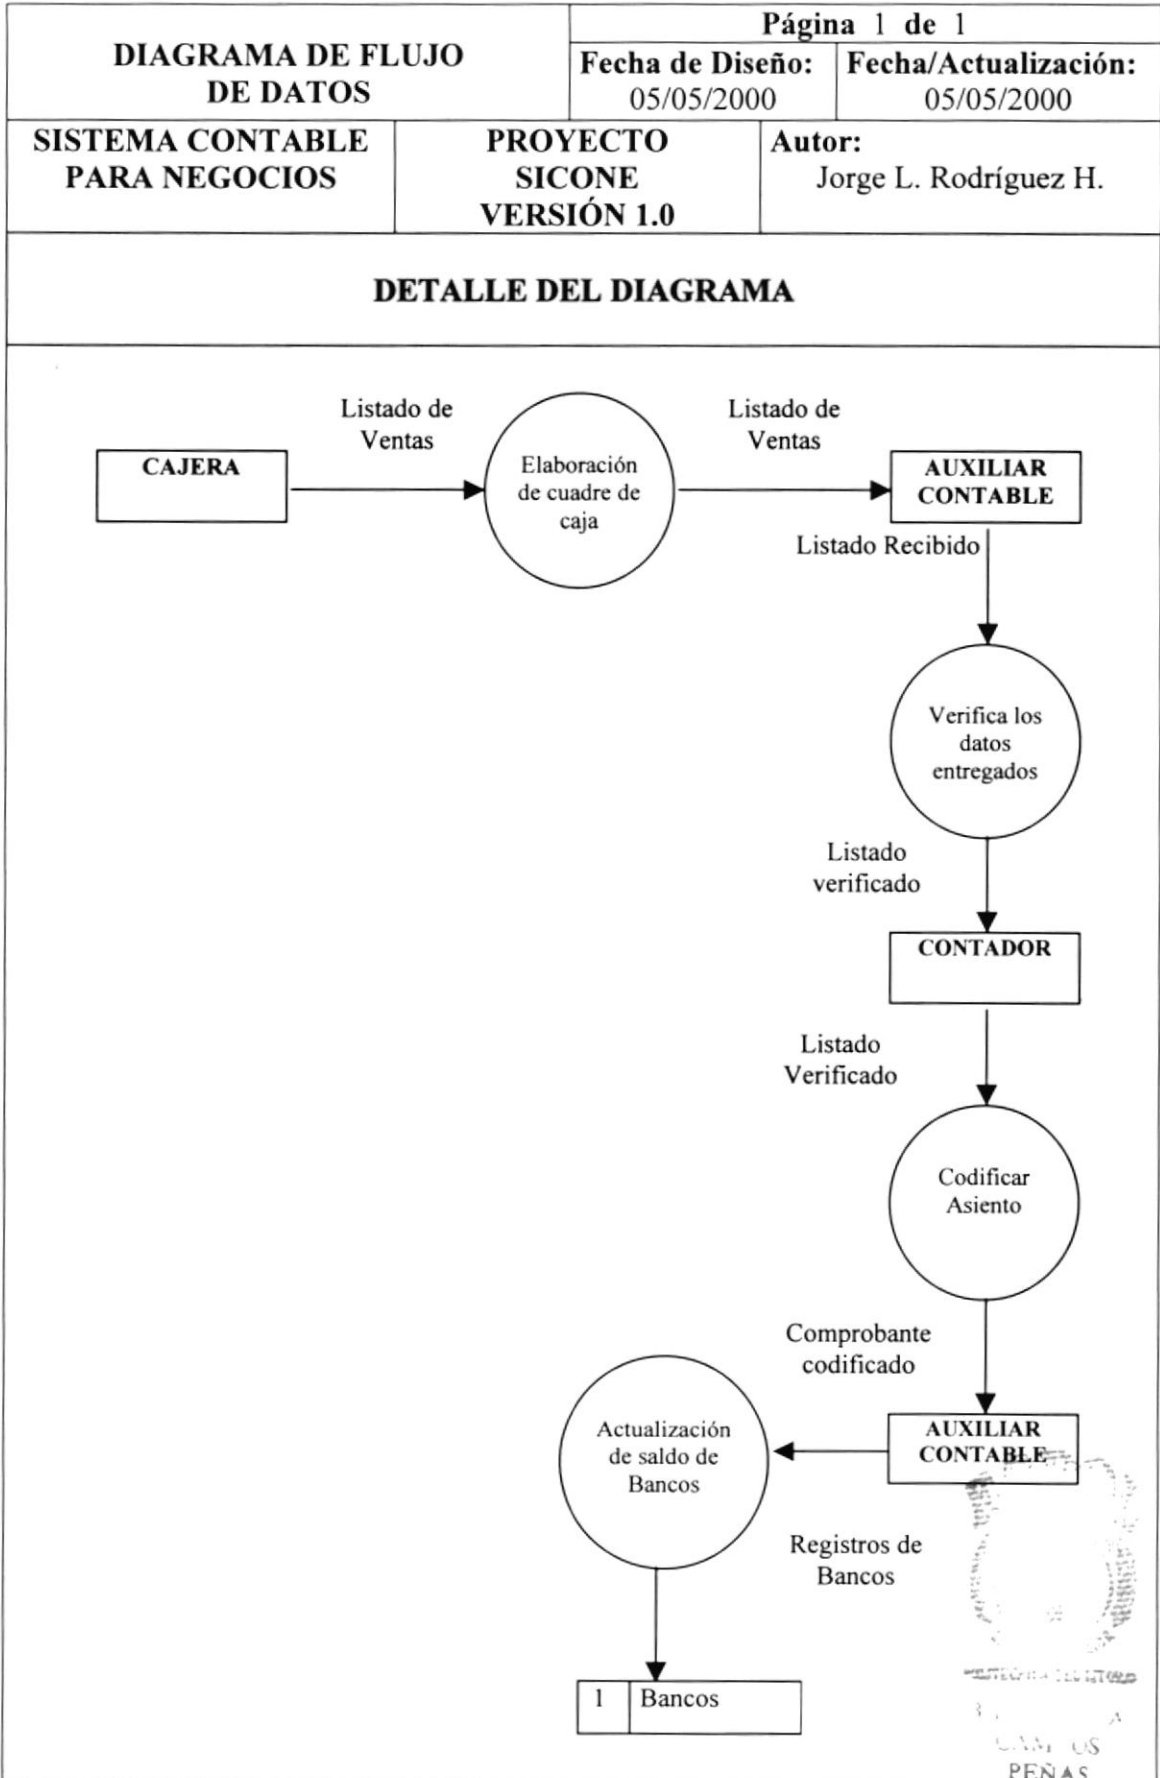 DIAGRAMA DE FLUJO
DE DATOS
Página 1 de 1
Fecha de Diseño:
05/05/2000
Fecha/Actualización:
05/05/2000
SISTEMA CONTABLE
PARA NEGOCIOS
PROYECTO
SICONE
VERSIÓN 1.0
Autor:
Jorge L. Rodríguez H.
DETALLE DEL DIAGRAMA
CAJERA
Listado de
Ventas
Elaboración
de cuadre de
caja
Listado de
Ventas
AUXILIAR
CONTABLE
Listado Recibido
Verifica los
datos
entregados
Listado
verificado
CONTADOR
Listado
Verificado
Codificar
Asiento
Comprobante
codificado
AUXILIAR
CONTABLE
Actualización
de saldo de
Bancos
Registros de
Bancos
1 Bancos
PEÑAS